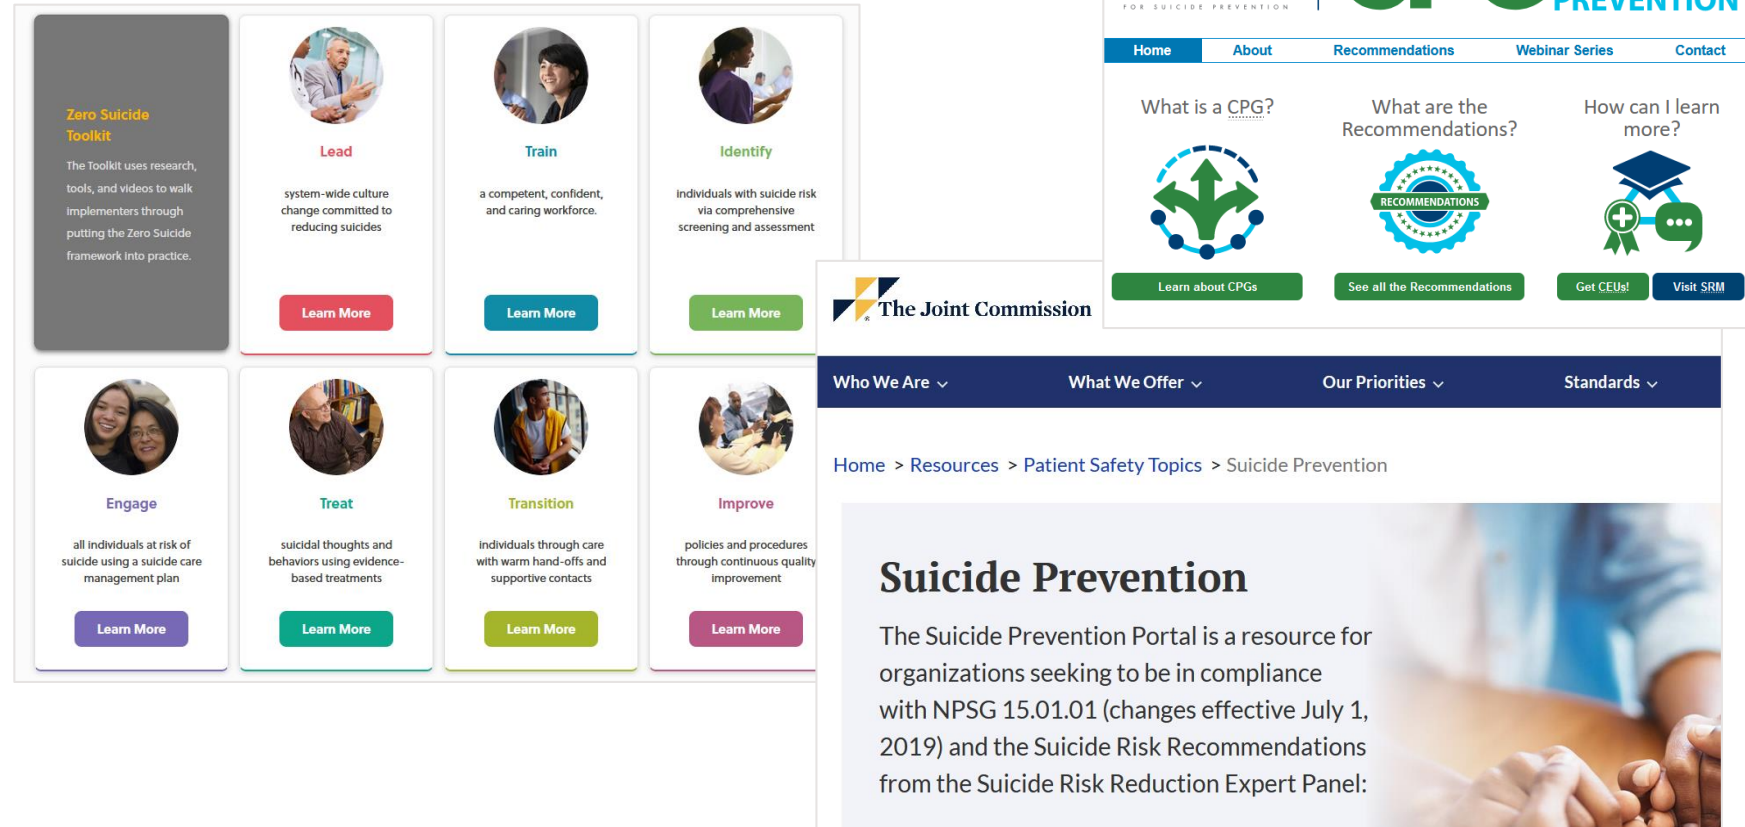 Zero Suicide
Toolkit
The Toolkit uses research,
tools, and videos to walk
implementers through
putting the Zero Suicide
framework into practice.
Lead
system-wide culture
change committed to
reducing suicides
Learn More
Train
a competent, confident,
and caring workforce.
Learn More
Identify
individuals with suicide risk
via comprehensive
screening and assessment
Learn More
Engage
all individuals at risk of
suicide using a suicide care
management plan
Learn More
Treat
suicidal thoughts and
behaviors using evidence-
based treatments
Learn More
Transition
individuals through care
with warm hand-offs and
supportive contacts
Learn More
Improve
policies and procedures
through continuous quality
improvement
Learn More
FOR SUICIDE PREVENTION
PREVENTION
Home About Recommendations Webinar Series Contact
What is a CPG?
Learn about CPGs
What are the
Recommendations?
RECOMMENDATIONS
See all the Recommendations
How can I learn
more?
Get CEUs! Visit SRM
The Joint Commission
®
Who We Are What We Offer Our Priorities Standards
Home > Resources > Patient Safety Topics > Suicide Prevention
Suicide Prevention
The Suicide Prevention Portal is a resource for
organizations seeking to be in compliance
with NPSG 15.01.01 (changes effective July 1,
2019) and the Suicide Risk Recommendations
from the Suicide Risk Reduction Expert Panel: